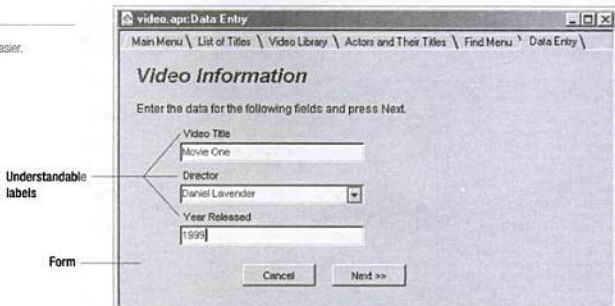 video.apr:Data Entry
Main Menu \ List of Titles \ Video Library \ Actors and Their Titles \ Find Menu \ Data Entry \
asier.
Video Information
Enter the data for the following fields and press Next.
Video Title
Movie One
Understandable labels
Director
Daniel Lavender
Year Released
1999
Form
Cancel
Next >>